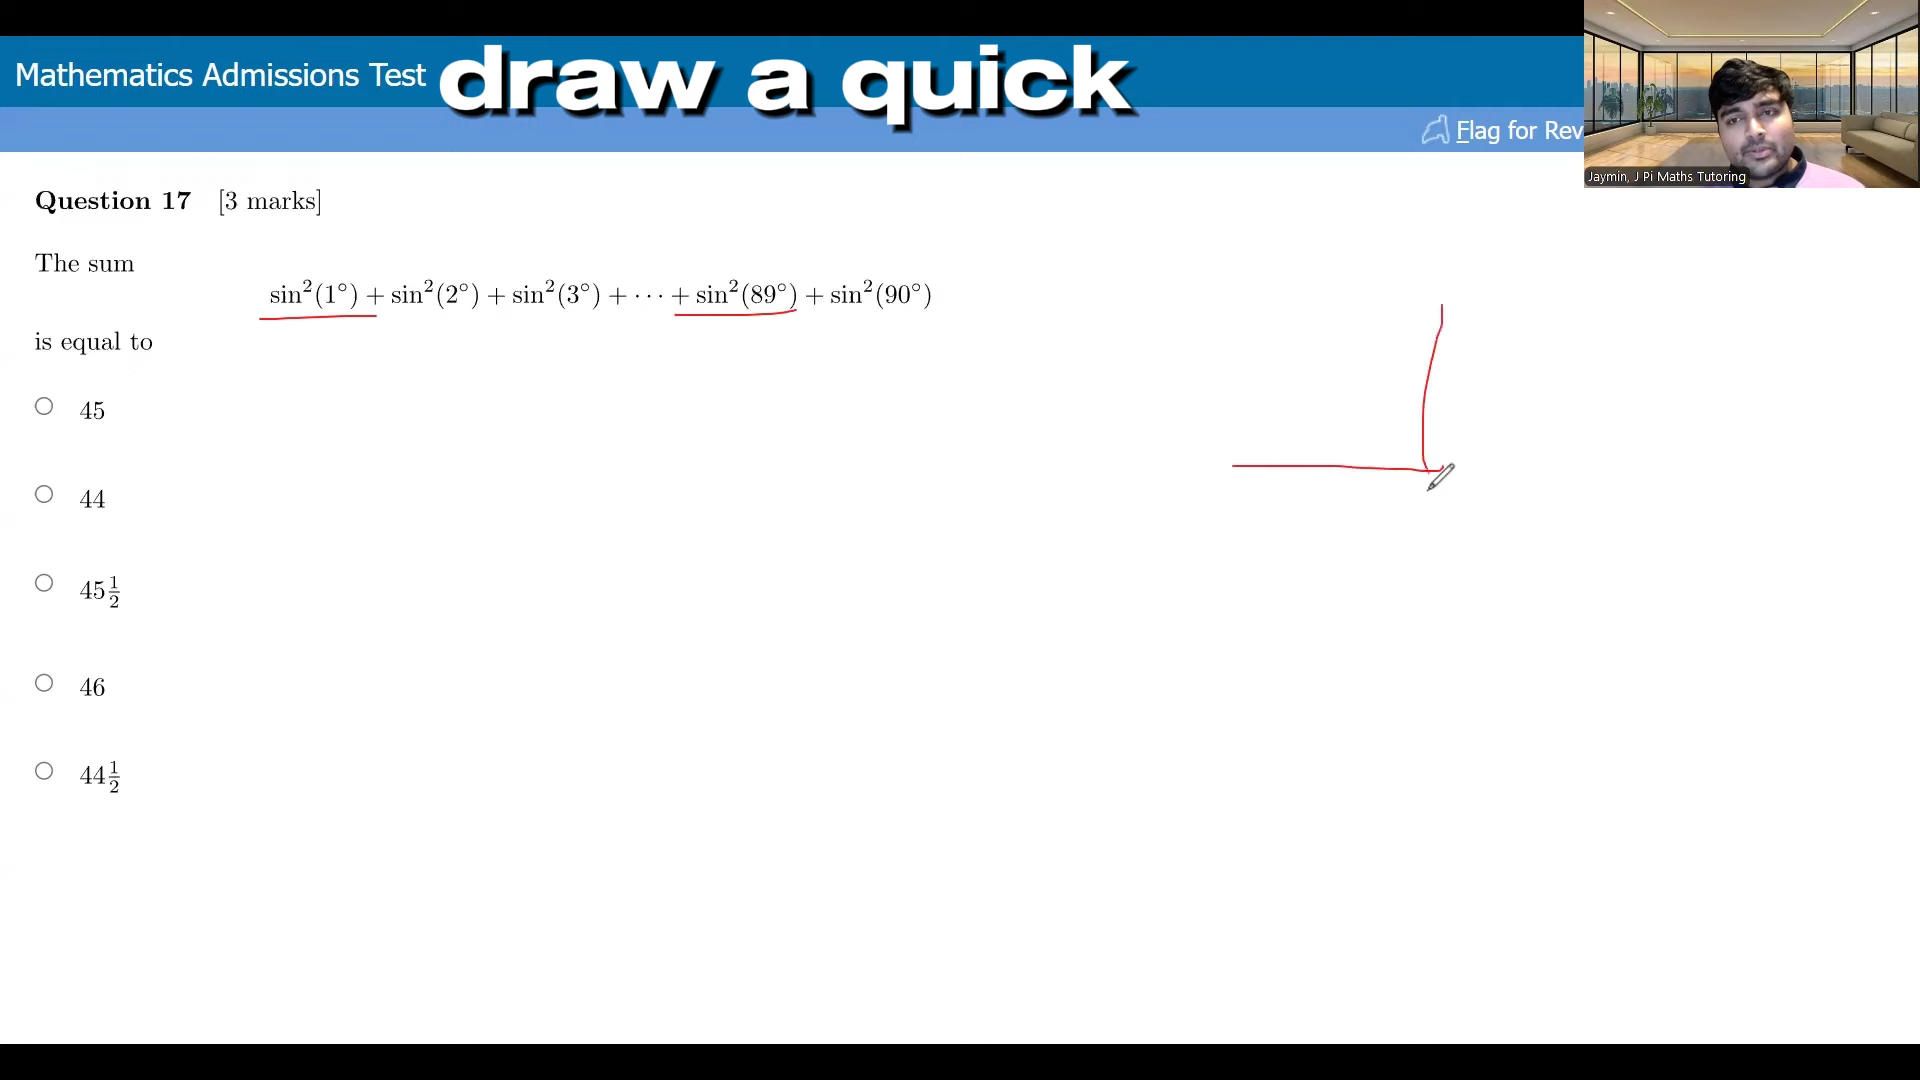 Mathematics Admissions Test
draw a quick
Flag for Rev
Jaymin, J Pi Maths Tutoring
Question 17 [3 marks]
The sum
sin²(1°) + sin²(2°) + sin²(3°) + ··· + sin²(89°) + sin²(90°)
is equal to
45
44
45½
46
44½